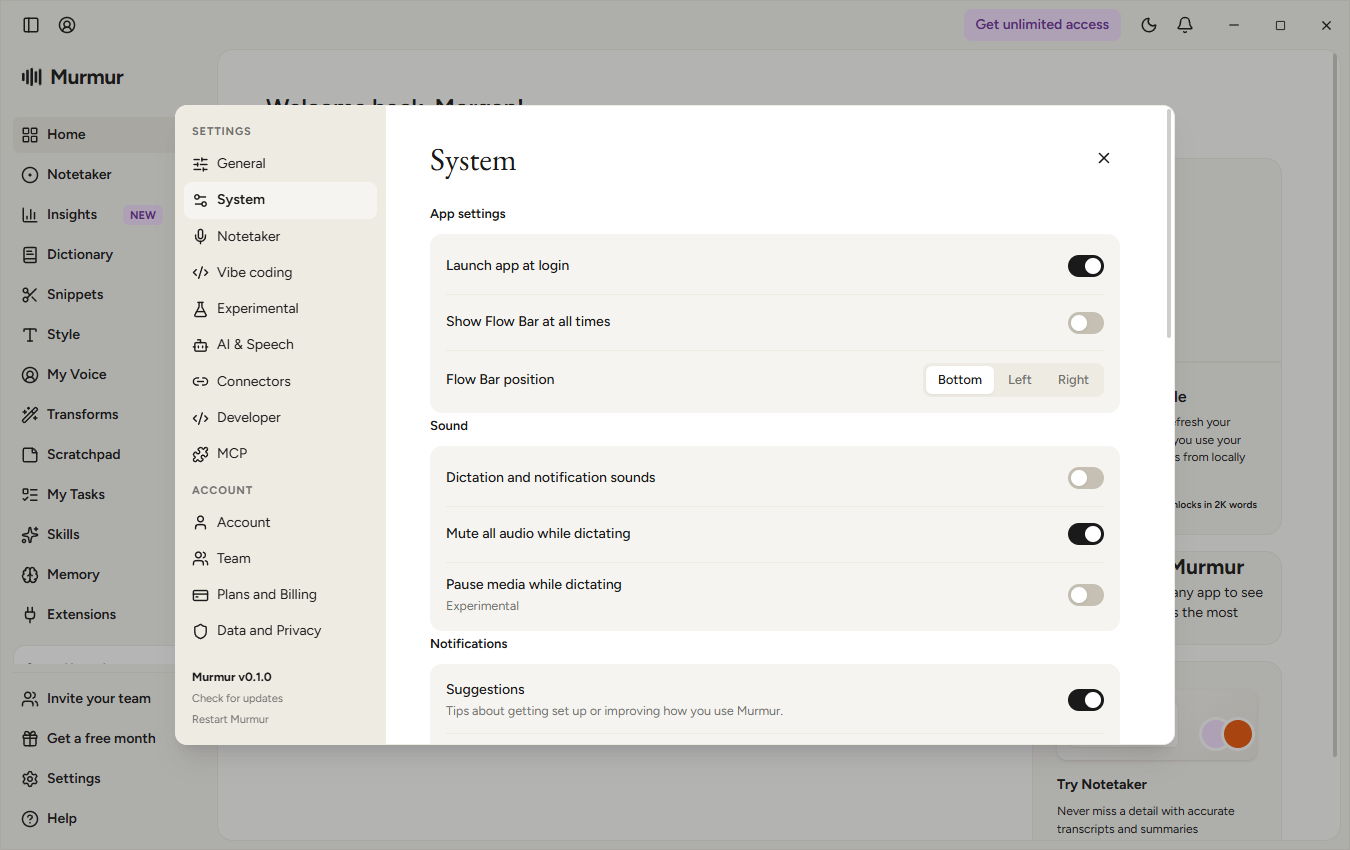 Get unlimited access
Murmur
Home
Notetaker
Insights NEW
Dictionary
Snippets
Style
My Voice
Transforms
Scratchpad
My Tasks
Skills
Memory
Extensions
Invite your team
Get a free month
Settings
Help
SETTINGS
General
System
Notetaker
Vibe coding
Experimental
AI & Speech
Connectors
Developer
MCP
ACCOUNT
Account
Team
Plans and Billing
Data and Privacy
Murmur v0.1.0
Check for updates
Restart Murmur
System
App settings
Launch app at login
Show Flow Bar at all times
Flow Bar position
Bottom Left Right
Sound
Dictation and notification sounds
Mute all audio while dictating
Pause media while dictating
Experimental
Notifications
Suggestions
Tips about getting set up or improving how you use Murmur.
refresh your
you use your
from locally
in 2K words
Murmur
any app to see
the most
Try Notetaker
Never miss a detail with accurate
transcripts and summaries